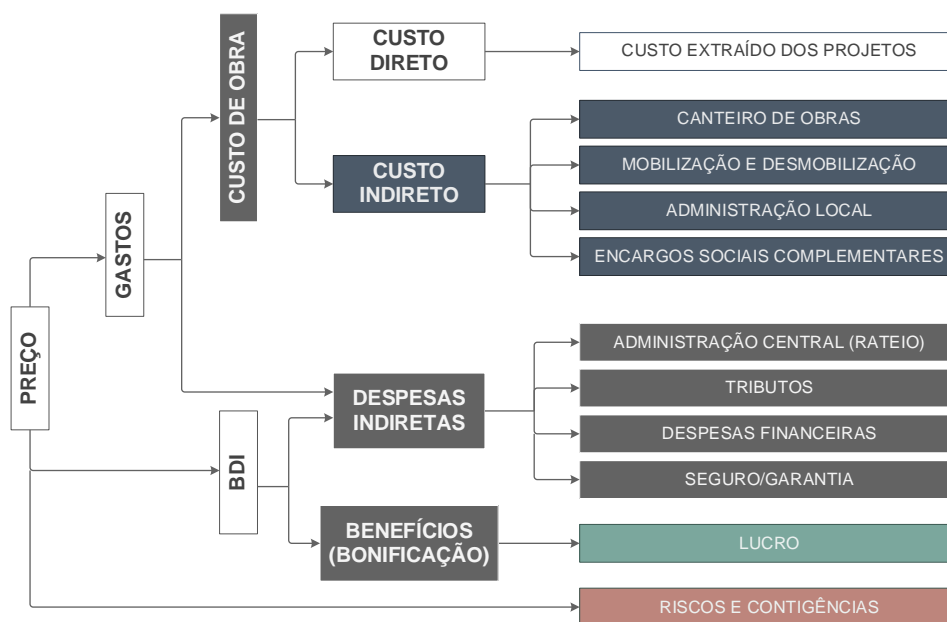 PREÇO
GASTOS
CUSTO DE OBRA
CUSTO
DIRETO
CUSTO EXTRAÍDO DOS PROJETOS
CUSTO
INDIRETO
CANTEIRO DE OBRAS
MOBILIZAÇÃO E DESMOBILIZAÇÃO
ADMINISTRAÇÃO LOCAL
ENCARGOS SOCIAIS COMPLEMENTARES
BDI
DESPESAS
INDIRETAS
ADMINISTRAÇÃO CENTRAL (RATEIO)
TRIBUTOS
DESPESAS FINANCEIRAS
SEGURO/GARANTIA
BENEFÍCIOS
(BONIFICAÇÃO)
LUCRO
RISCOS E CONTIGÊNCIAS